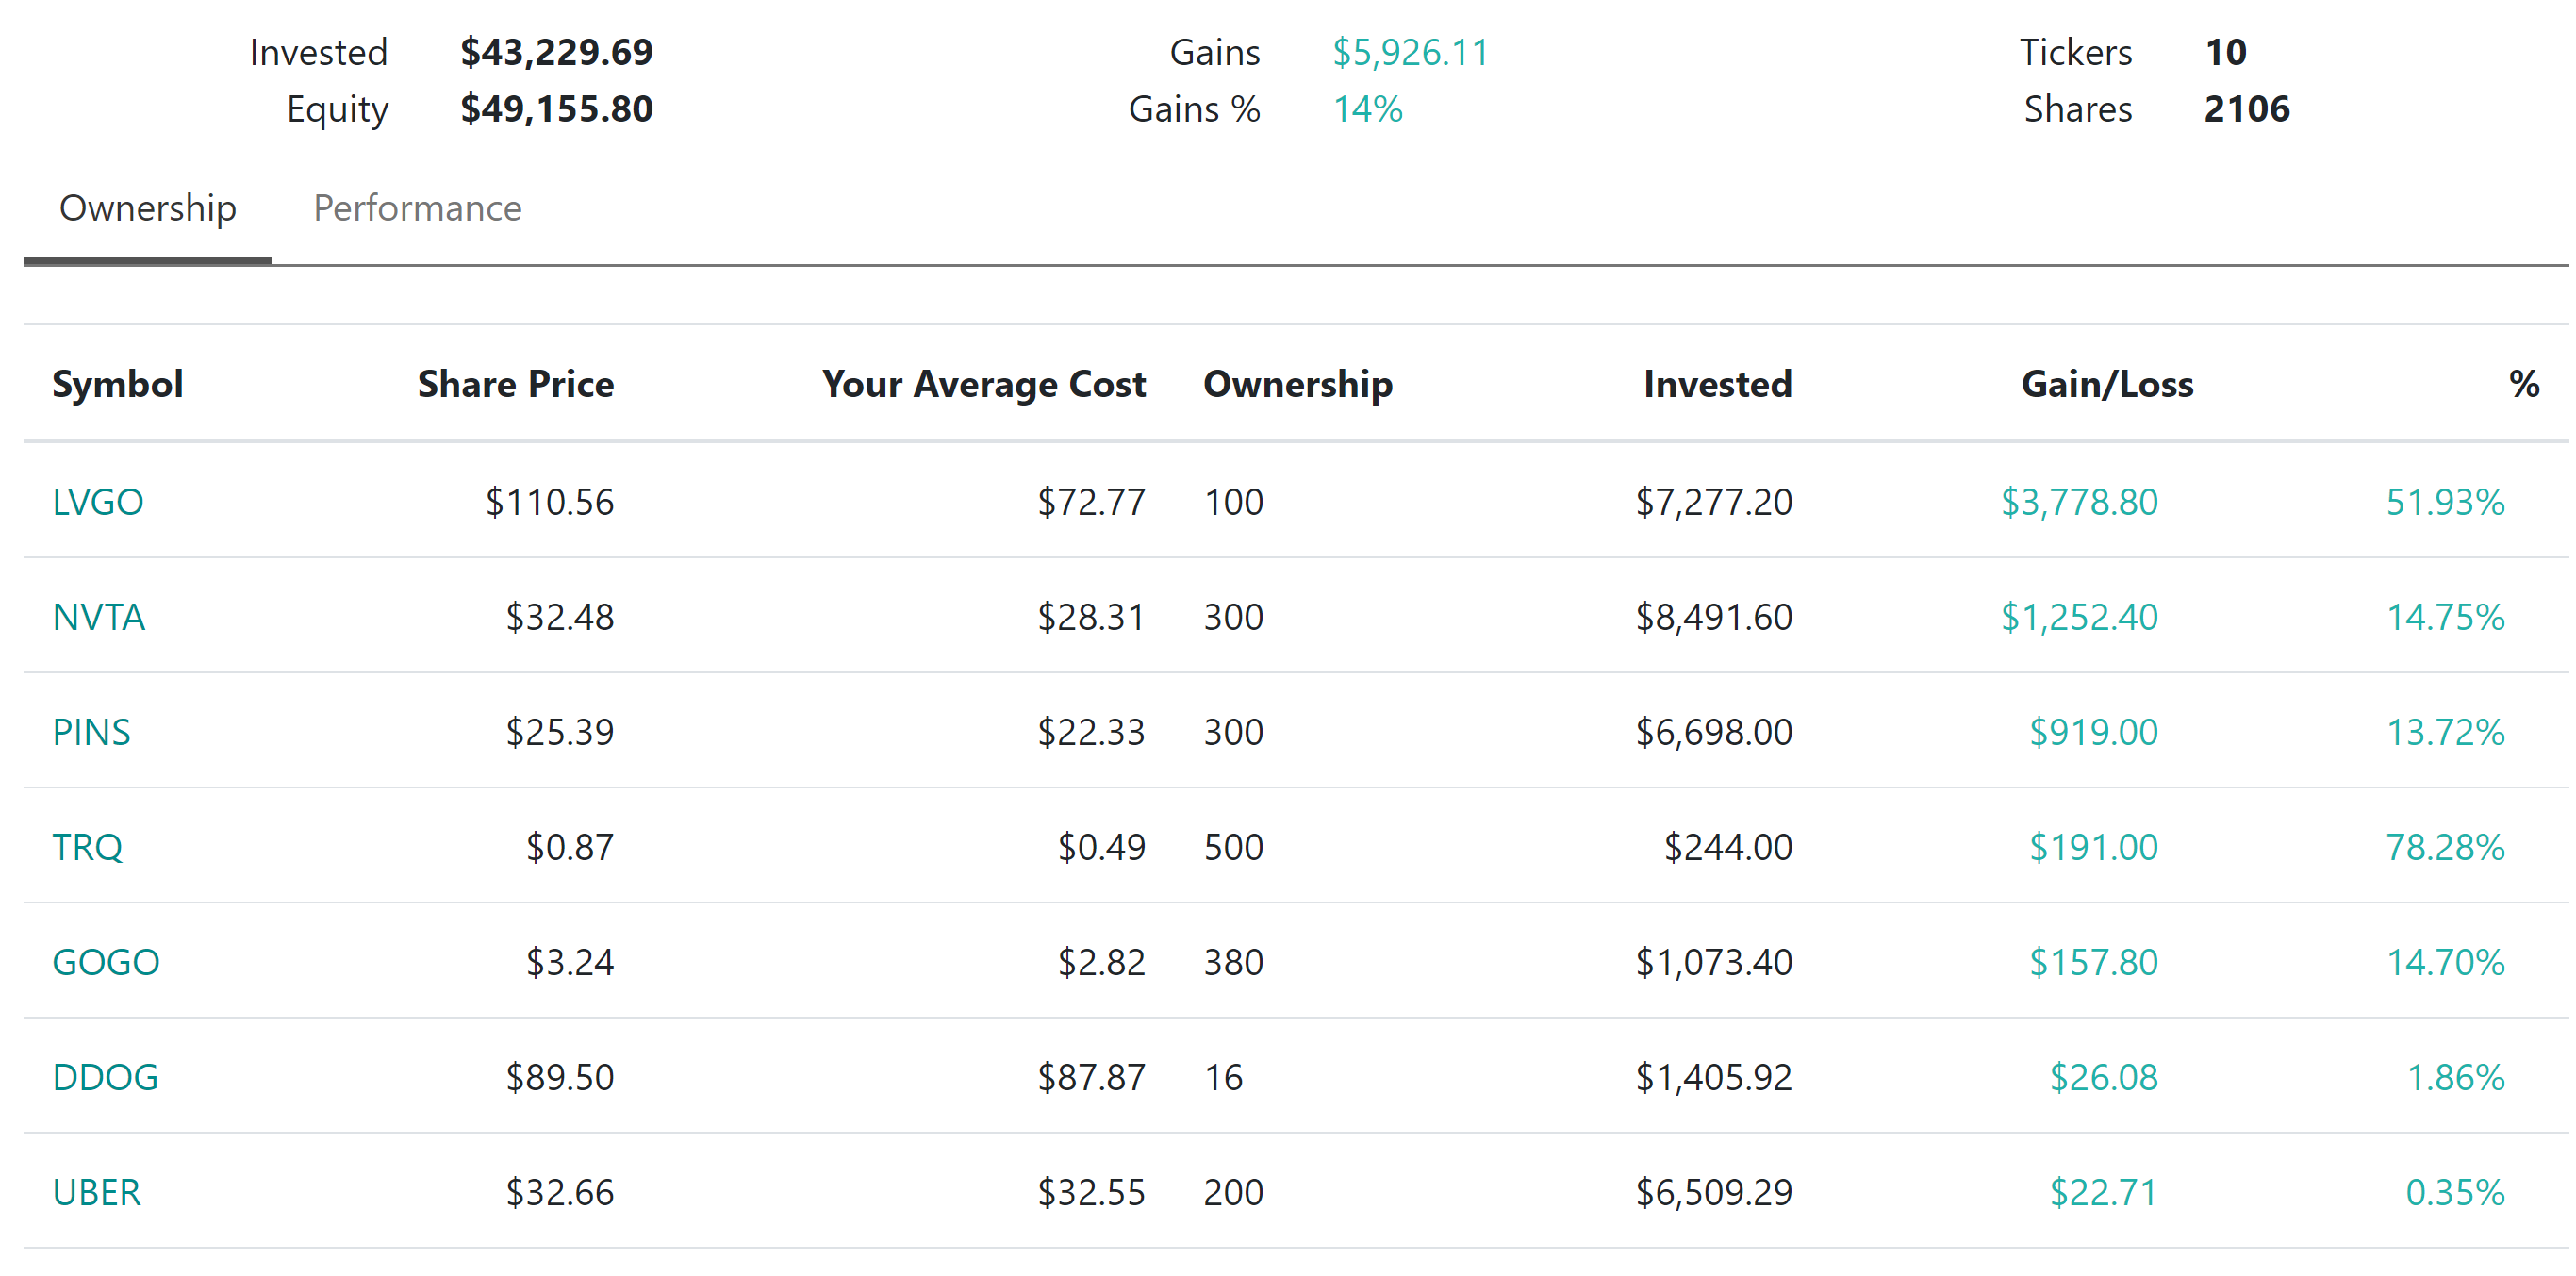 Invested $43,229.69 Gains $5,926.11 Tickers 10
Equity $49,155.80 Gains % 14% Shares 2106
Ownership Performance
Symbol Share Price Your Average Cost Ownership Invested Gain/Loss %
LVGO $110.56 $72.77 100 $7,277.20 $3,778.80 51.93%
NVTA $32.48 $28.31 300 $8,491.60 $1,252.40 14.75%
PINS $25.39 $22.33 300 $6,698.00 $919.00 13.72%
TRQ $0.87 $0.49 500 $244.00 $191.00 78.28%
GOGO $3.24 $2.82 380 $1,073.40 $157.80 14.70%
DDOG $89.50 $87.87 16 $1,405.92 $26.08 1.86%
UBER $32.66 $32.55 200 $6,509.29 $22.71 0.35%